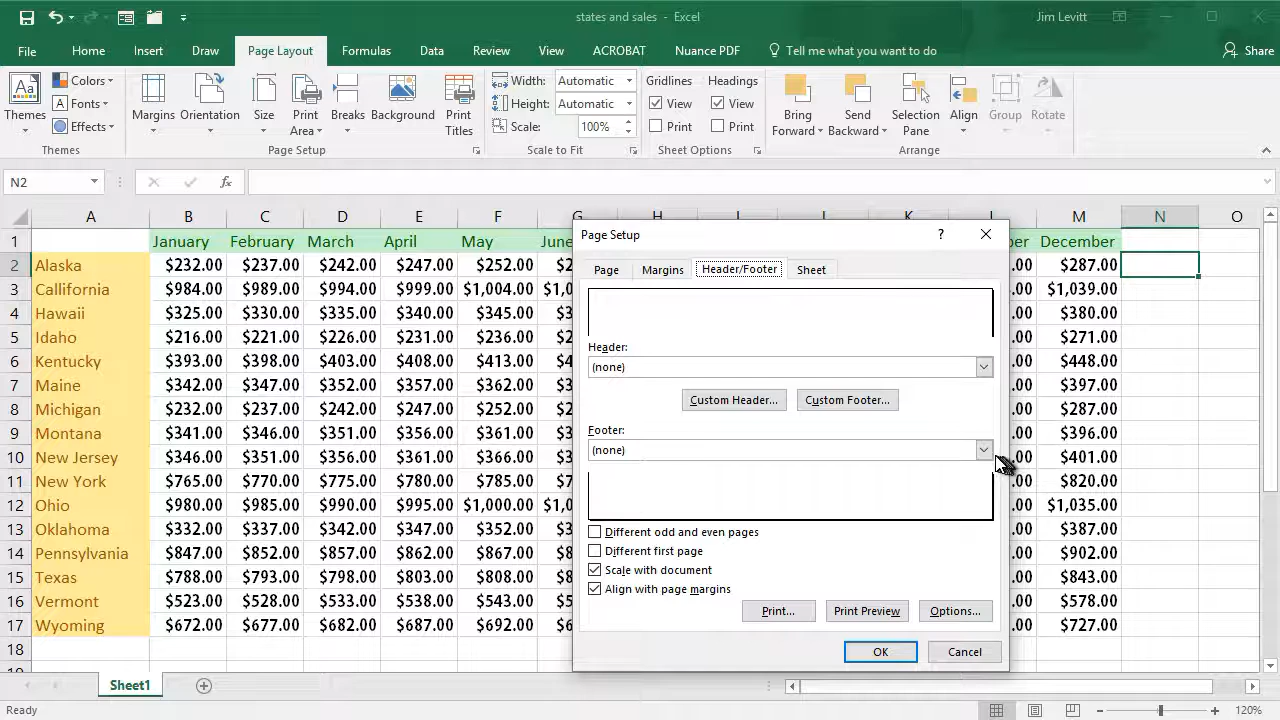 states and sales - Excel
Jim Levitt
File Home Insert Draw Page Layout Formulas Data Review View ACROBAT Nuance PDF Tell me what you want to do Share
Themes Colors Fonts Effects Margins Orientation Size Print Area Breaks Background Print Titles Width: Automatic Height: Automatic Scale: 100% Gridlines View Print Headings View Print Bring Forward Send Backward Selection Pane Align Group Rotate
Themes Page Setup Scale to Fit Sheet Options Arrange
N2 fx
A B C D E F G H K M N O
1 January February March April May June ber December
2 Alaska $232.00 $237.00 $242.00 $247.00 $252.00 $2 .00 $287.00
3 Callifornia $984.00 $989.00 $994.00 $999.00 $1,004.00 $1,0 .00 $1,039.00
4 Hawaii $325.00 $330.00 $335.00 $340.00 $345.00 $3 .00 $380.00
5 Idaho $216.00 $221.00 $226.00 $231.00 $236.00 $2 .00 $271.00
6 Kentucky $393.00 $398.00 $403.00 $408.00 $413.00 $4 .00 $448.00
7 Maine $342.00 $347.00 $352.00 $357.00 $362.00 $3 .00 $397.00
8 Michigan $232.00 $237.00 $242.00 $247.00 $252.00 $2 .00 $287.00
9 Montana $341.00 $346.00 $351.00 $356.00 $361.00 $3 .00 $396.00
10 New Jersey $346.00 $351.00 $356.00 $361.00 $366.00 $3 .00 $401.00
11 New York $765.00 $770.00 $775.00 $780.00 $785.00 $7 .00 $820.00
12 Ohio $980.00 $985.00 $990.00 $995.00 $1,000.00 $1,0 .00 $1,035.00
13 Oklahoma $332.00 $337.00 $342.00 $347.00 $352.00 $3 .00 $387.00
14 Pennsylvania $847.00 $852.00 $857.00 $862.00 $867.00 $8 .00 $902.00
15 Texas $788.00 $793.00 $798.00 $803.00 $808.00 $8 .00 $843.00
16 Vermont $523.00 $528.00 $533.00 $538.00 $543.00 $5 .00 $578.00
17 Wyoming $672.00 $677.00 $682.00 $687.00 $692.00 $6 .00 $727.00
18
Page Setup ?
Page Margins Header/Footer Sheet
Header:
(none)
Custom Header... Custom Footer...
Footer:
(none)
Different odd and even pages
Different first page
Scale with document
Align with page margins
Print... Print Preview Options...
OK Cancel
Sheet1
Ready 120%